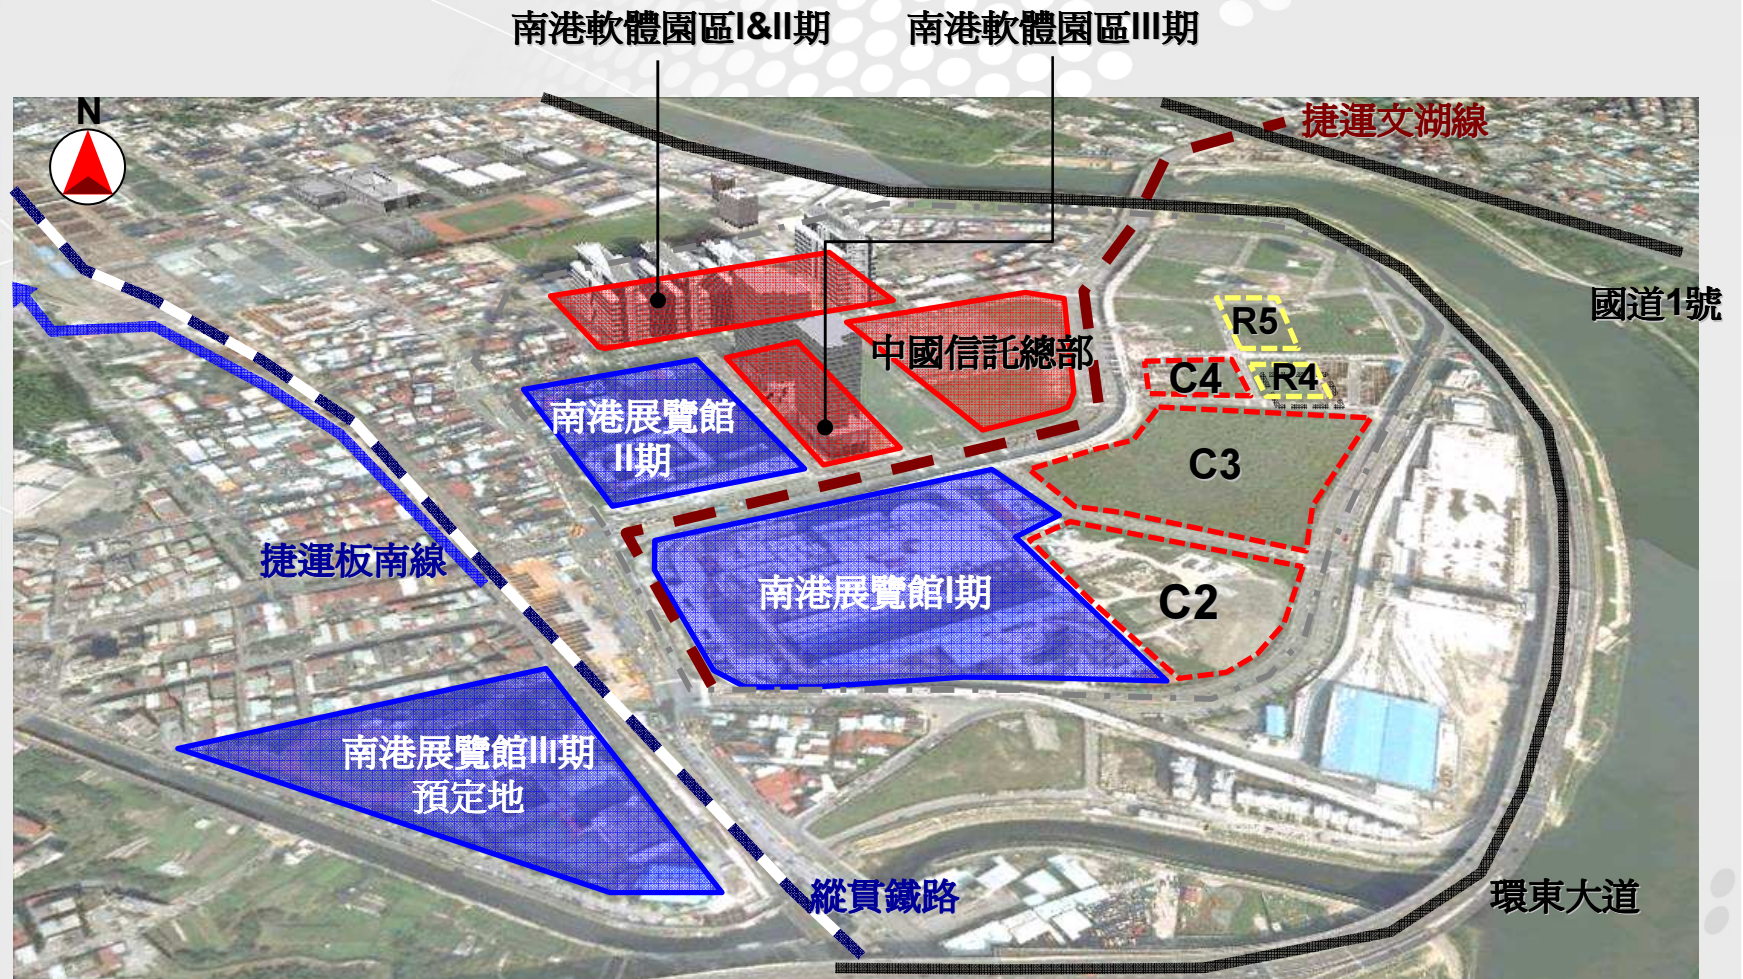 南港軟體園區I&II期
南港軟體園區III期
N
捷運文湖線
國道1號
R5
中國信託總部
C4
R4
南港展覽館
II期
C3
捷運板南線
南港展覽館I期
C2
南港展覽館III期
預定地
縱貫鐵路
環東大道